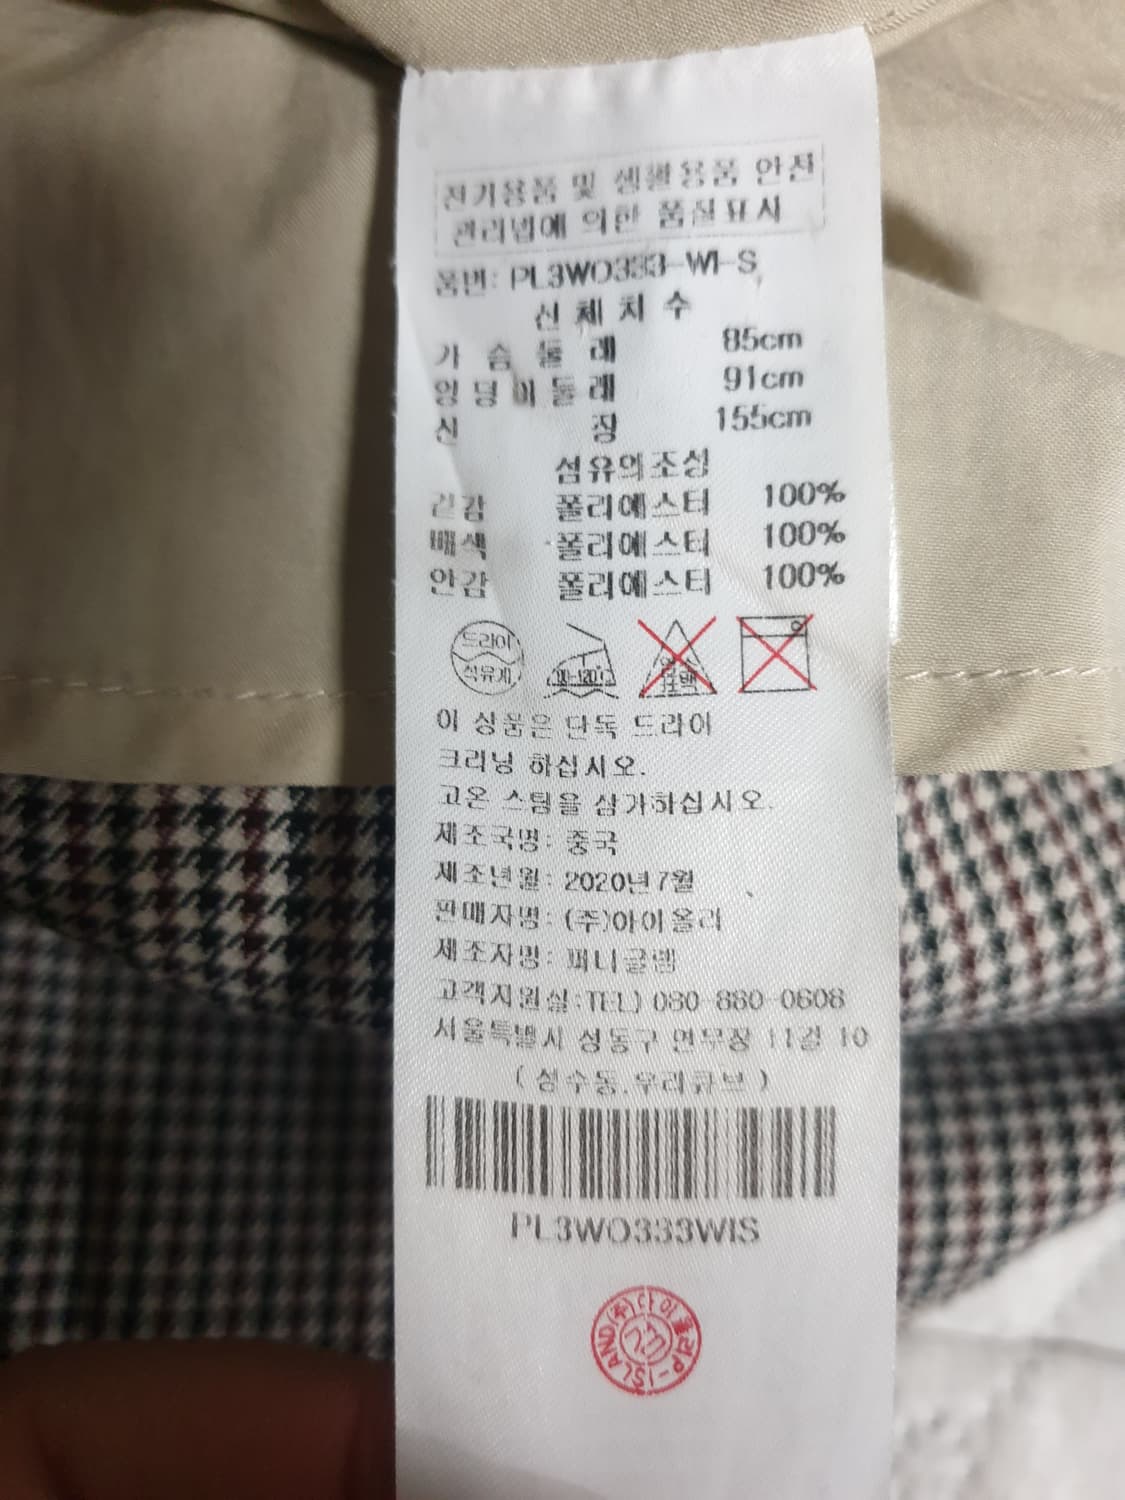 전기용품 및 생활용품 안전
관리법에 의한 품질표시
품번: PL3WO333-WI-S
신체치수
가슴둘레 85cm
엉덩이둘레 91cm
신장 155cm
섬유의조성
겉감 폴리에스터 100%
배색 폴리에스터 100%
안감 폴리에스터 100%
드라이
석유계
이 상품은 단독 드라이
크리닝 하십시오.
고온 스팀을 삼가하십시오.
제조국명: 중국
제조년월: 2020년 7월
판매자명: (주)아이올리
제조자명: 퍼니글램
고객지원실:TEL) 080-880-0608
서울특별시 성동구 연무장 11길 10
(성수동.우리큐브)
PL3WO333WIS
(주)아이올리 P-ISLAND